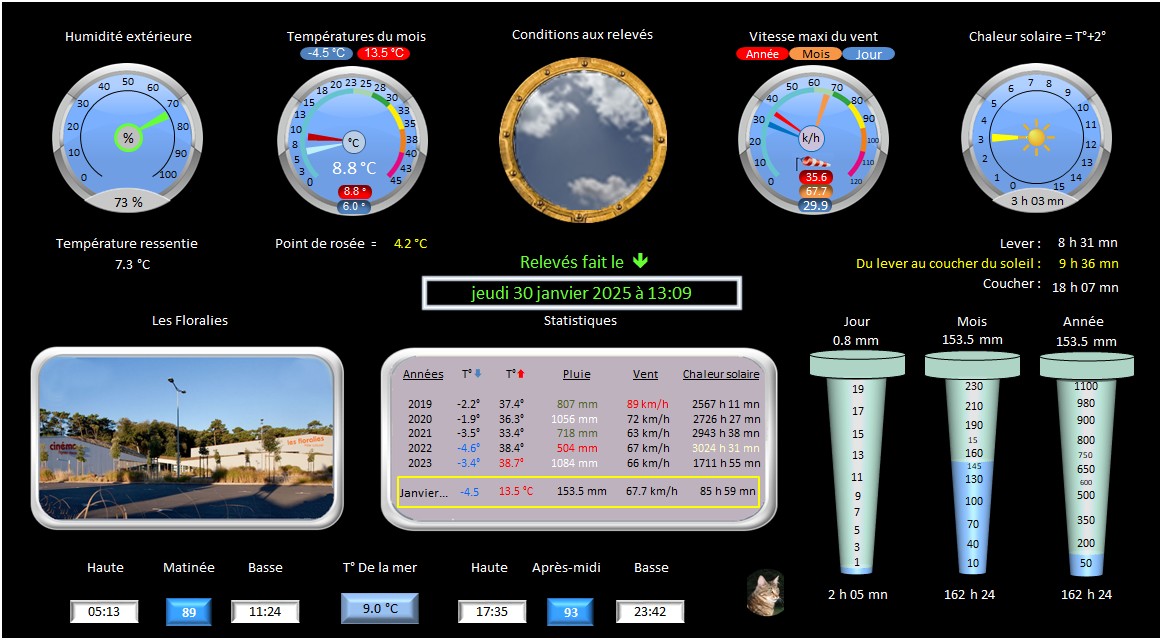 Humidité extérieure
Températures du mois
-4.5 °C 13.5 °C
Conditions aux relevés
Vitesse maxi du vent
Année Mois Jour
Chaleur solaire = T°+2°
0 10 20 30 40 50 60 70 80 90 100
%
73 %
0 3 5 8 10 13 15 18 20 23 25 28 30 33 35 38 40 43 45
°C
8.8 °C
8.8 °
6.0 °
0 10 20 30 40 50 60 70 80 90 100 110 120
k/h
35.6
67.7
29.9
0 1 2 3 4 5 6 7 8 9 10 11 12 13 14 15
3 h 03 mn
Température ressentie
7.3 °C
Point de rosée = 4.2 °C
Relevés fait le
jeudi 30 janvier 2025 à 13:09
Lever : 8 h 31 mn
Du lever au coucher du soleil : 9 h 36 mn
Coucher : 18 h 07 mn
Les Floralies
cinéma
les floralies
Statistiques
Années T° T° Pluie Vent Chaleur solaire
2019 -2.2° 37.4° 807 mm 89 km/h 2567 h 11 mn
2020 -1.9° 36.3° 1056 mm 72 km/h 2726 h 27 mn
2021 -3.5° 33.4° 718 mm 63 km/h 2943 h 38 mn
2022 -4.6° 38.4° 504 mm 67 km/h 3024 h 31 mn
2023 -3.4° 38.7° 1084 mm 66 km/h 1711 h 55 mn
Janvier... -4.5 13.5 °C 153.5 mm 67.7 km/h 85 h 59 mn
Jour
0.8 mm
19
17
15
13
11
9
7
5
3
1
2 h 05 mn
Mois
153.5 mm
230
210
190
15
160
145
130
100
70
40
10
162 h 24
Année
153.5 mm
1100
980
900
800
750
650
600
500
350
200
50
162 h 24
Haute Matinée Basse T° De la mer Haute Après-midi Basse
05:13 89 11:24 9.0 °C 17:35 93 23:42